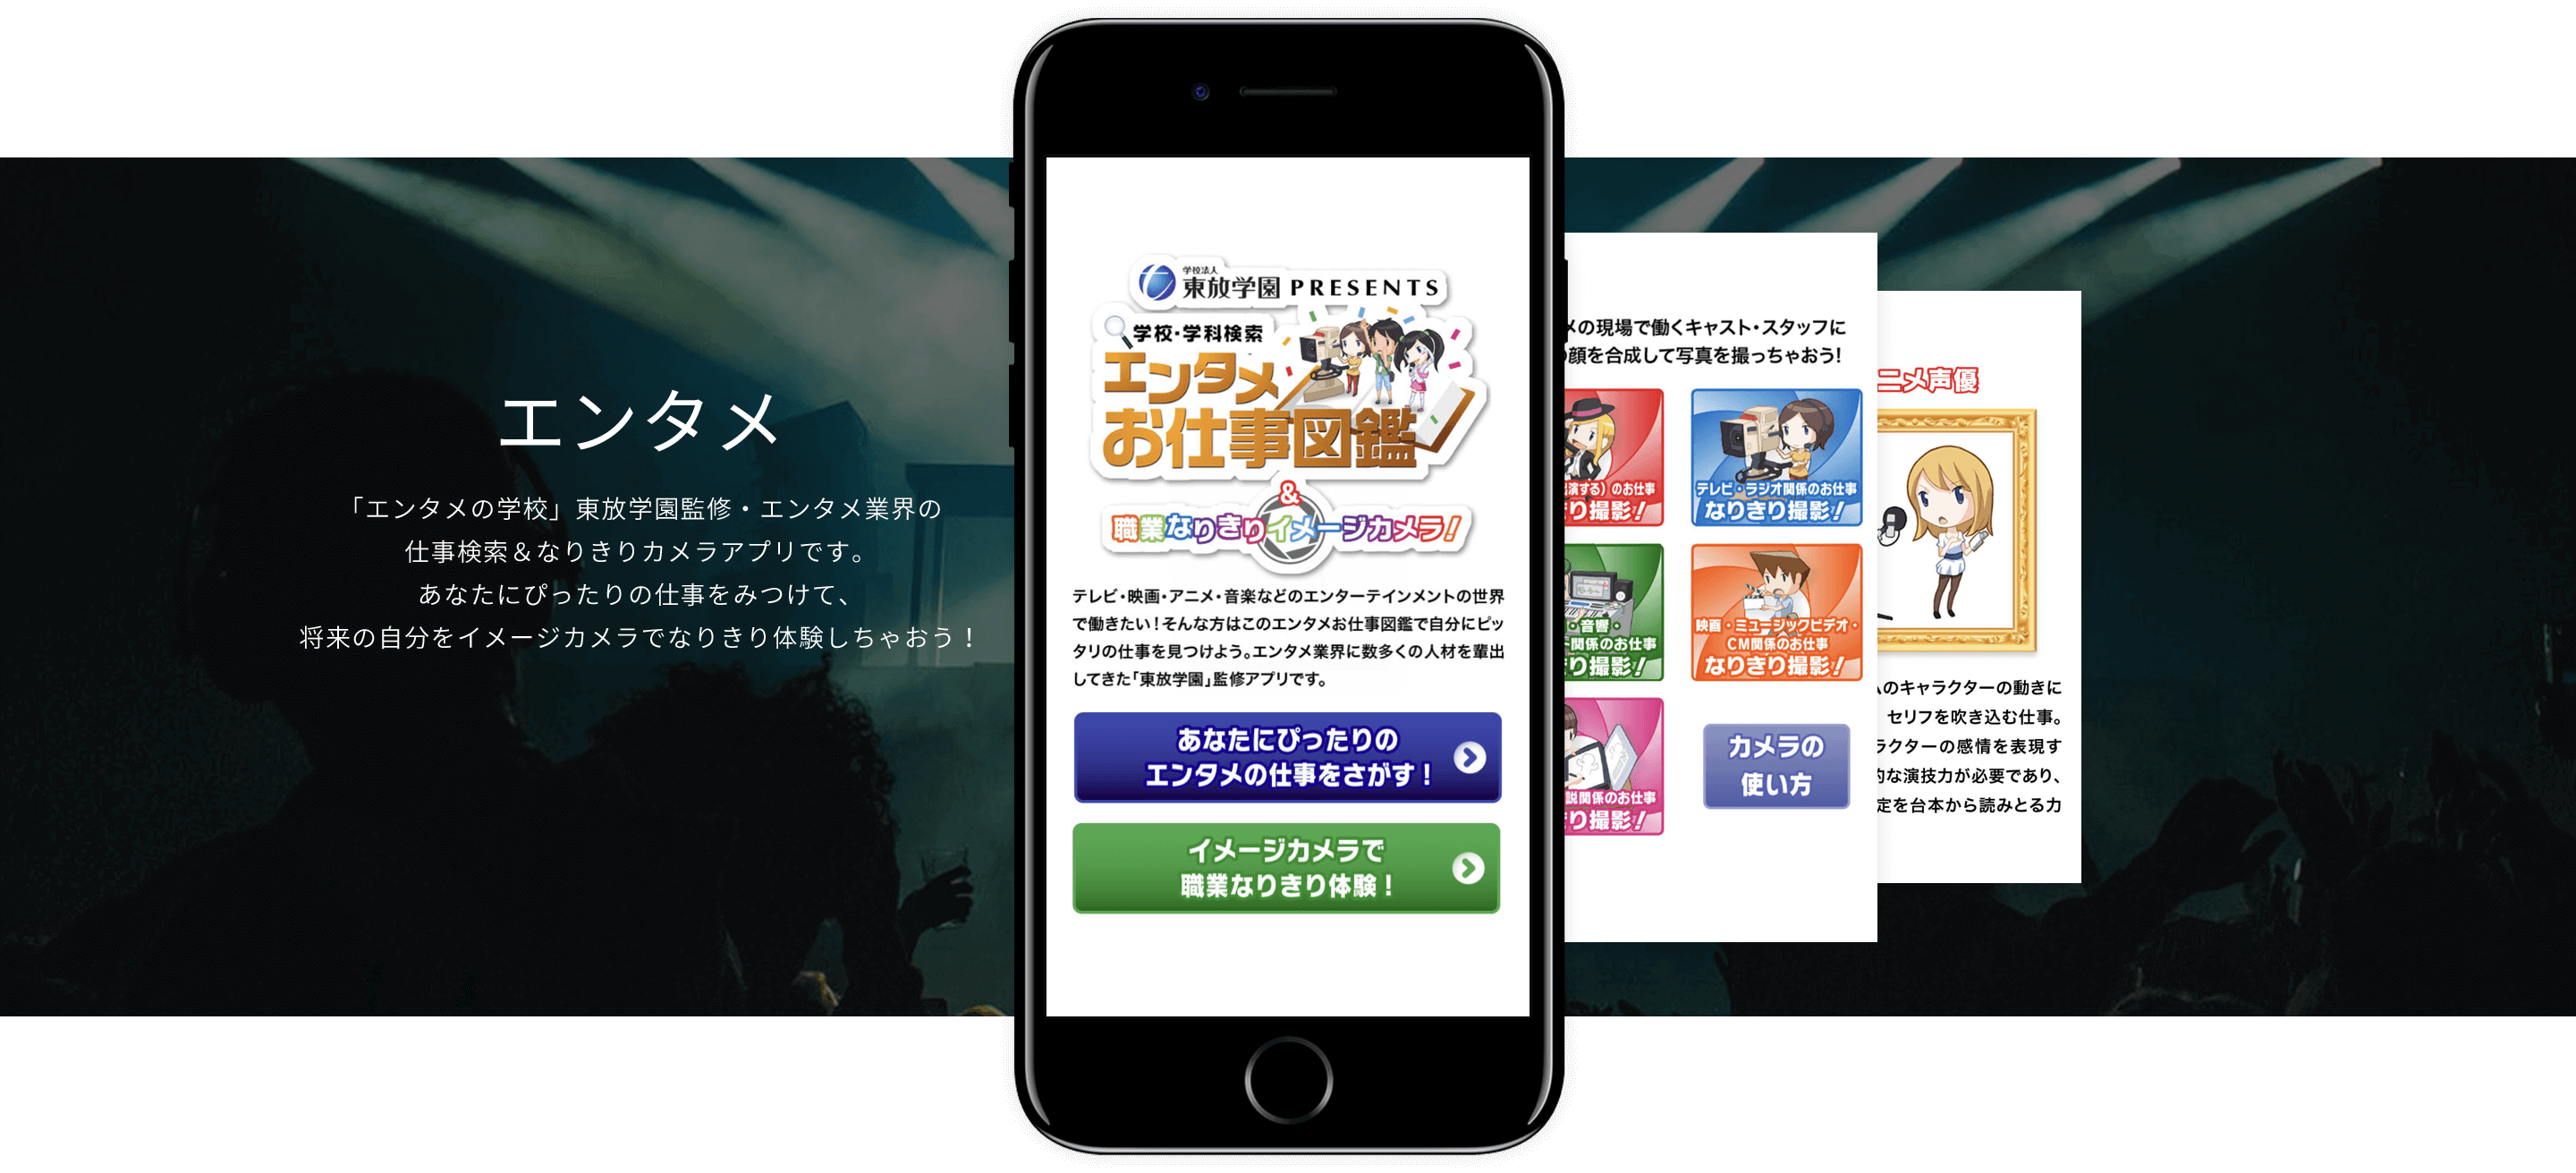 エンタメ
「エンタメの学校」東放学園監修・エンタメ業界の
仕事検索＆なりきりカメラアプリです。
あなたにぴったりの仕事をみつけて、
将来の自分をイメージカメラでなりきり体験しちゃおう！
学校法人
東放学園 PRESENTS
学校・学科検索
エンタメ
お仕事図鑑
&
職業なりきりイメージカメラ！
テレビ・映画・アニメ・音楽などのエンターテインメントの世界
で働きたい！そんな方はこのエンタメお仕事図鑑で自分にピッ
タリの仕事を見つけよう。エンタメ業界に数多くの人材を輩出
してきた「東放学園」監修アプリです。
あなたにぴったりの
エンタメの仕事をさがす！
イメージカメラで
職業なりきり体験！
メの現場で働くキャスト・スタッフに
顔を合成して写真を撮っちゃおう！
演する）のお仕事
り撮影！
テレビ・ラジオ関係のお仕事
なりきり撮影！
・音響・
関係のお仕事
り撮影！
映画・ミュージックビデオ・
CM関係のお仕事
なりきり撮影！
説関係のお仕事
り撮影！
カメラの
使い方
ニメ声優
のキャラクターの動きに
セリフを吹き込む仕事。
ラクターの感情を表現す
的な演技力が必要であり、
定を台本から読みとる力